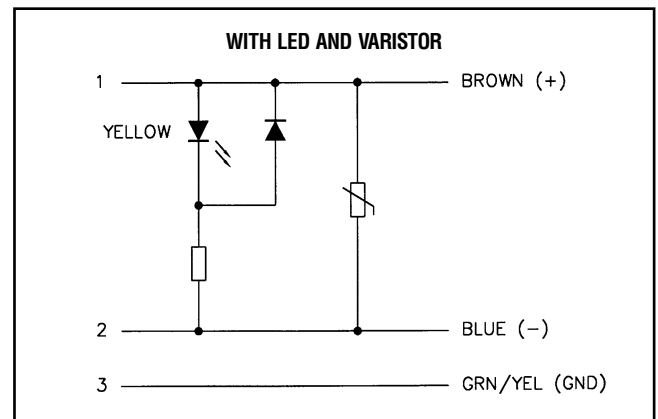 WITH LED AND VARISTOR
1 BROWN (+)
YELLOW
2 BLUE (−)
3 GRN/YEL (GND)